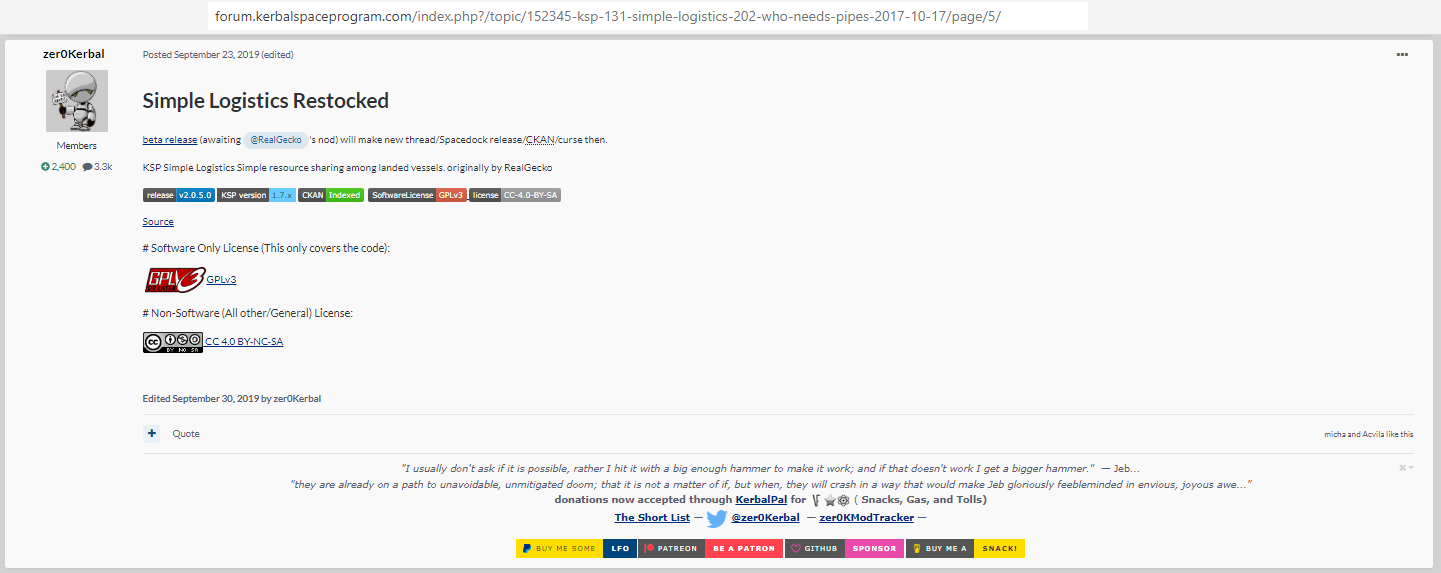 forum.kerbalspaceprogram.com/index.php?/topic/152345-ksp-131-simple-logistics-202-who-needs-pipes-2017-10-17/page/5/
zer0Kerbal
Posted September 23, 2019 (edited)
Simple Logistics Restocked
beta release (awaiting @RealGecko 's nod) will make new thread/Spacedock release/CKAN/curse then.
Members
2,400 3.3k
KSP Simple Logistics Simple resource sharing among landed vessels. originally by RealGecko
release v2.0.5.0 KSP version 1.7.x CKAN Indexed SoftwareLicense GPLv3 license CC-4.0-BY-SA
Source
# Software Only License (This only covers the code):
GPLv3 GPLv3
# Non-Software (All other/General) License:
cc BY NC SA CC 4.0 BY-NC-SA
Edited September 30, 2019 by zer0Kerbal
+ Quote
micha and Acvila like this
"I usually don't ask if it is possible, rather I hit it with a big enough hammer to make it work; and if that doesn't work I get a bigger hammer." — Jeb...
"they are already on a path to unavoidable, unmitigated doom; that it is not a matter of if, but when, they will crash in a way that would make Jeb gloriously feebleminded in envious, joyous awe..."
donations now accepted through KerbalPal for ( Snacks, Gas, and Tolls)
The Short List — @zer0Kerbal — zer0KModTracker —
BUY ME SOME LFO PATREON BE A PATRON GITHUB SPONSOR BUY ME A SNACK!